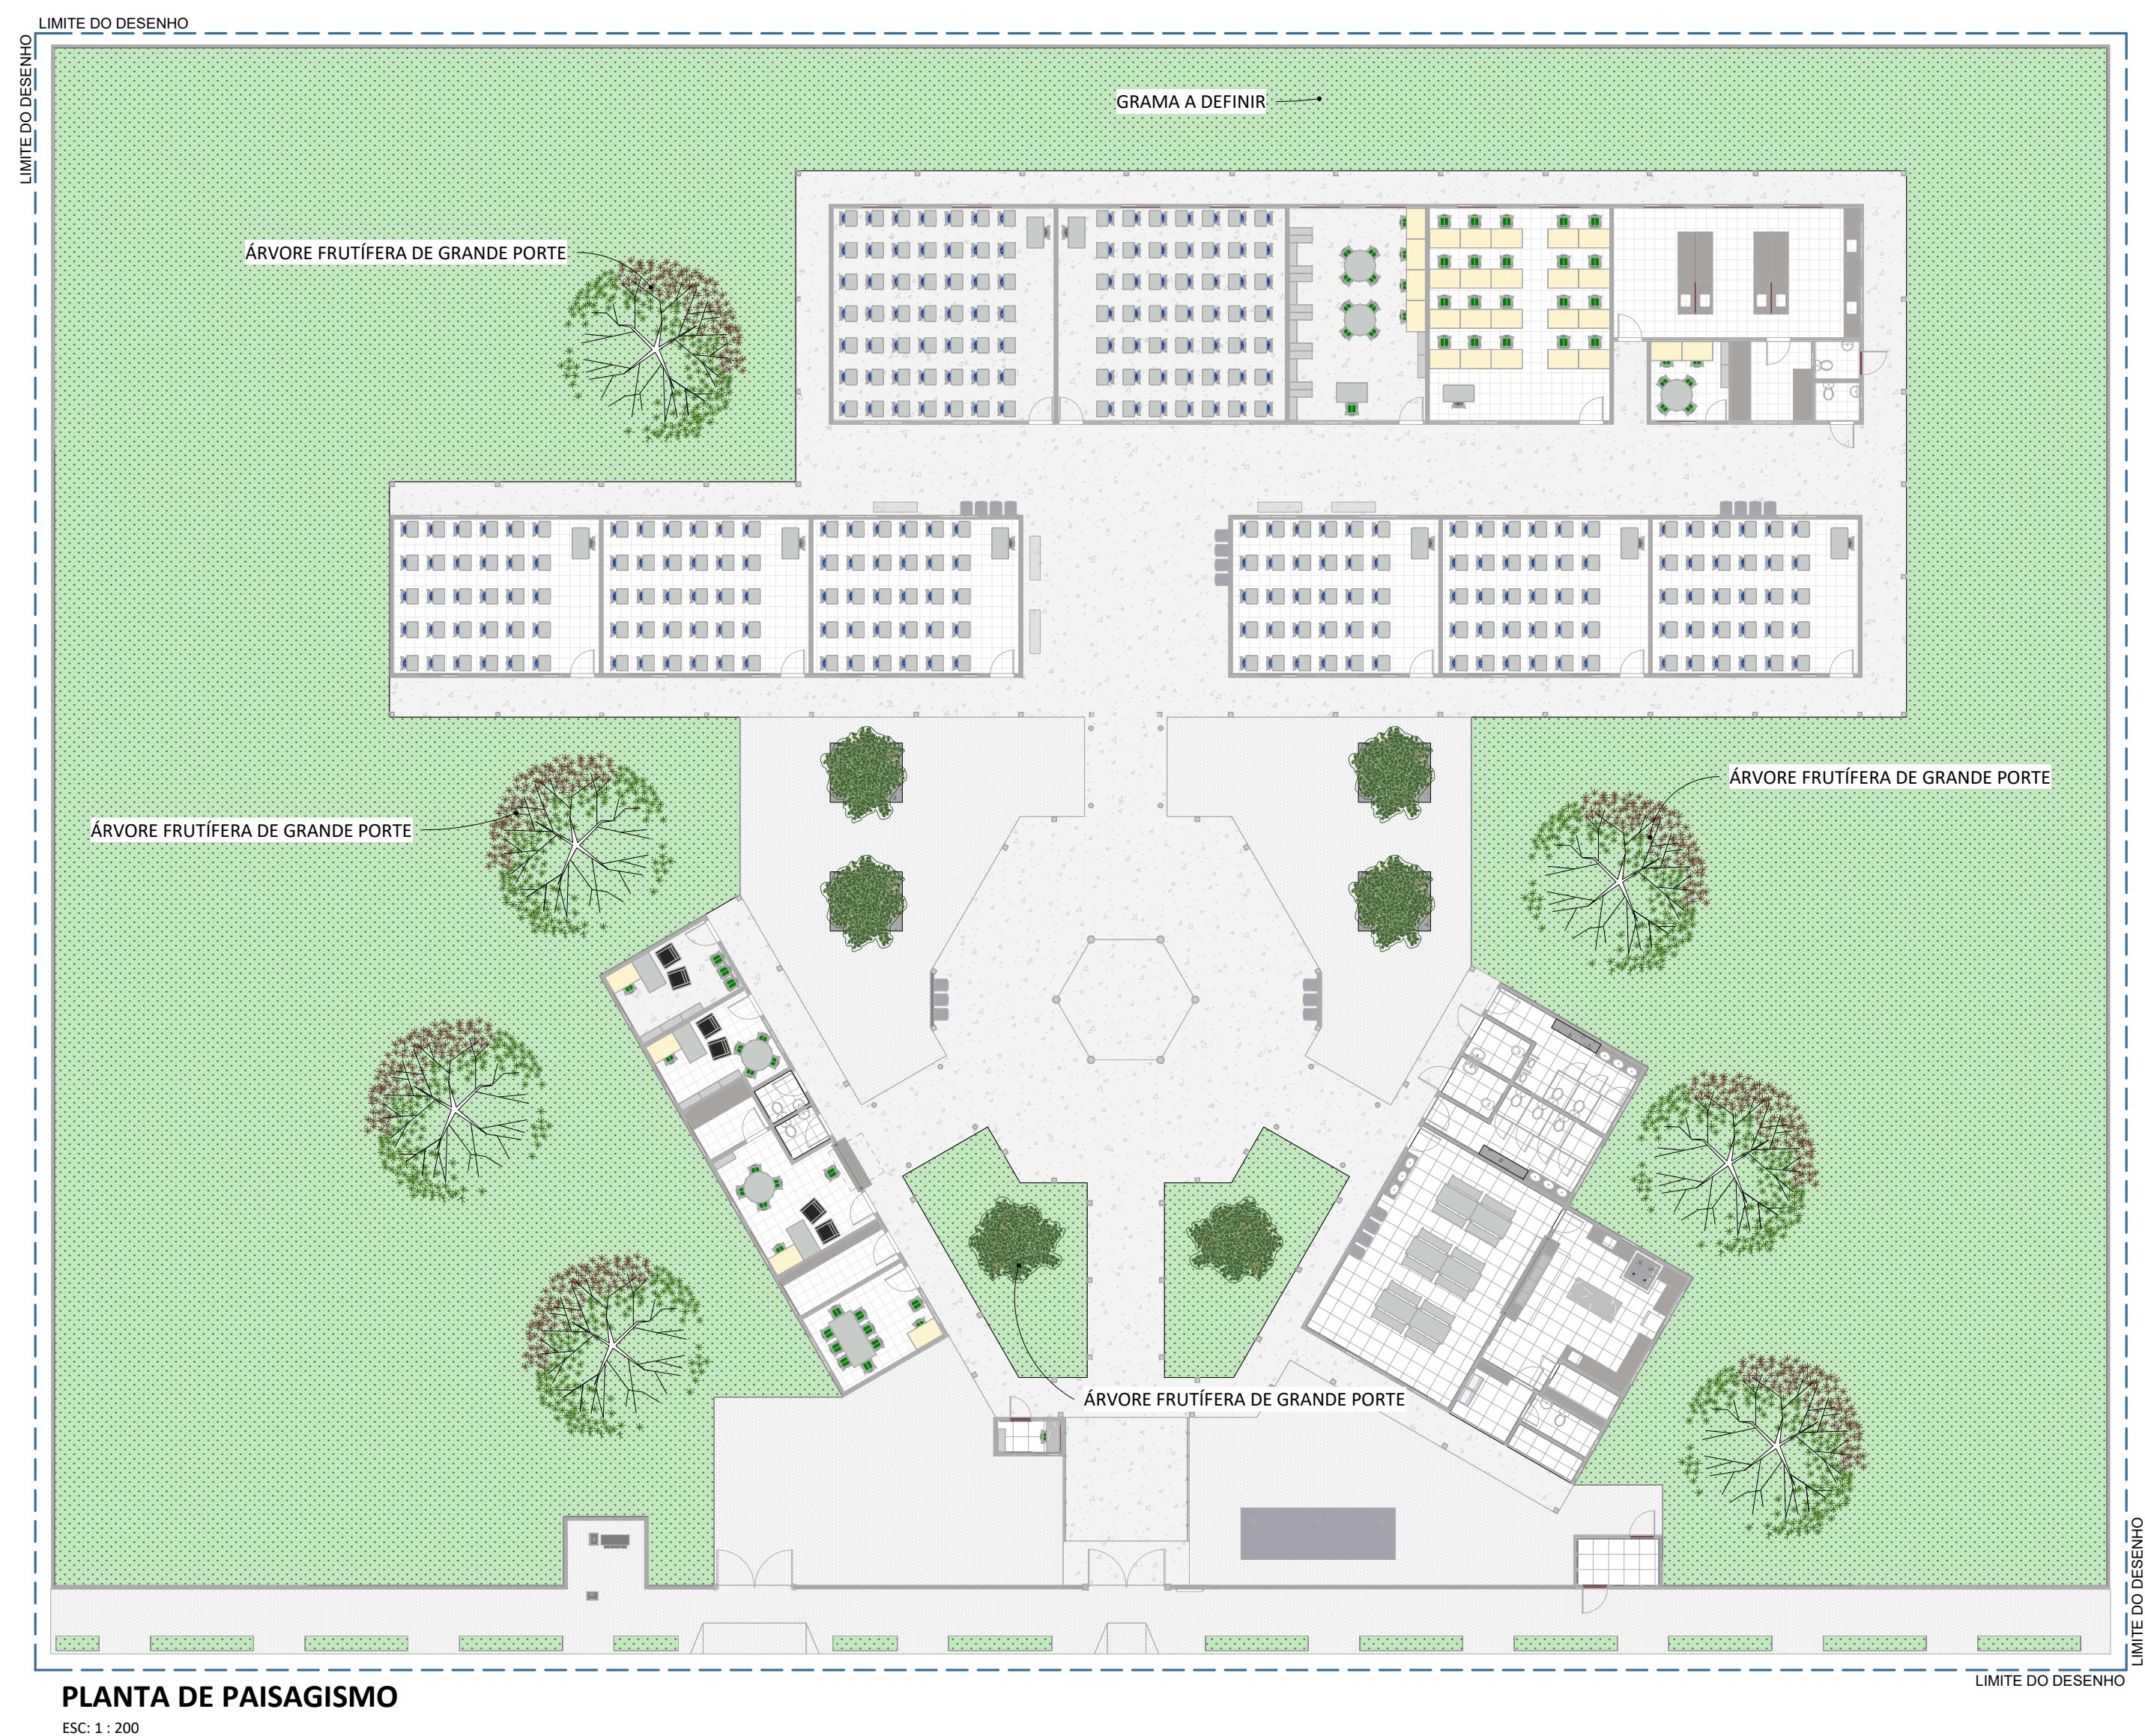 LIMITE DO DESENHO
LIMITE DO DESENHO
GRAMA A DEFINIR
ÁRVORE FRUTÍFERA DE GRANDE PORTE
ÁRVORE FRUTÍFERA DE GRANDE PORTE
ÁRVORE FRUTÍFERA DE GRANDE PORTE
ÁRVORE FRUTÍFERA DE GRANDE PORTE
LIMITE DO DESENHO
LIMITE DO DESENHO
PLANTA DE PAISAGISMO
ESC: 1 : 200